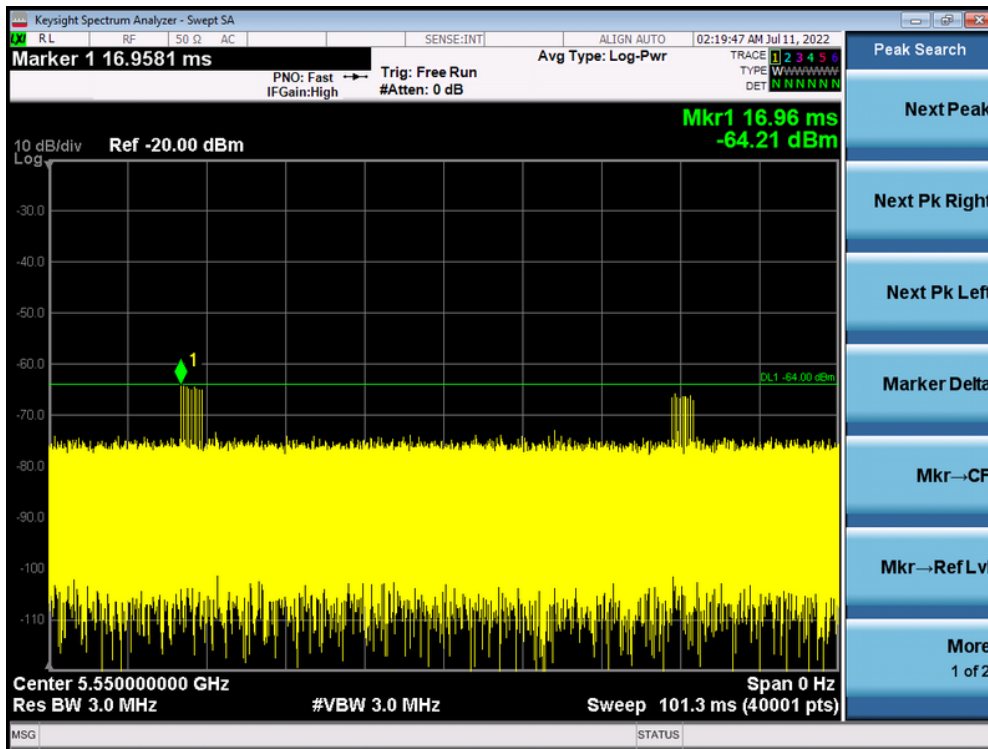 Keysight Spectrum Analyzer - Swept SA
LXI RL RF 50 Ω AC SENSE:INT ALIGN AUTO 02:19:47 AM Jul 11, 2022
Marker 1 16.9581 ms
PNO: Fast
IFGain:High
Trig: Free Run
#Atten: 0 dB
Avg Type: Log-Pwr
TRACE 1 2 3 4 5 6
TYPE WWWWWW
DET N N N N N N
Mkr1 16.96 ms
-64.21 dBm
10 dB/div Ref -20.00 dBm
Log
-30.0
-40.0
-50.0
-60.0
1
DL1 -64.00 dBm
-70.0
-80.0
-90.0
-100
-110
Center 5.550000000 GHz Span 0 Hz
Res BW 3.0 MHz #VBW 3.0 MHz Sweep 101.3 ms (40001 pts)
MSG STATUS
Peak Search
Next Peak
Next Pk Right
Next Pk Left
Marker Delta
Mkr→CF
Mkr→Ref Lvl
More
1 of 2